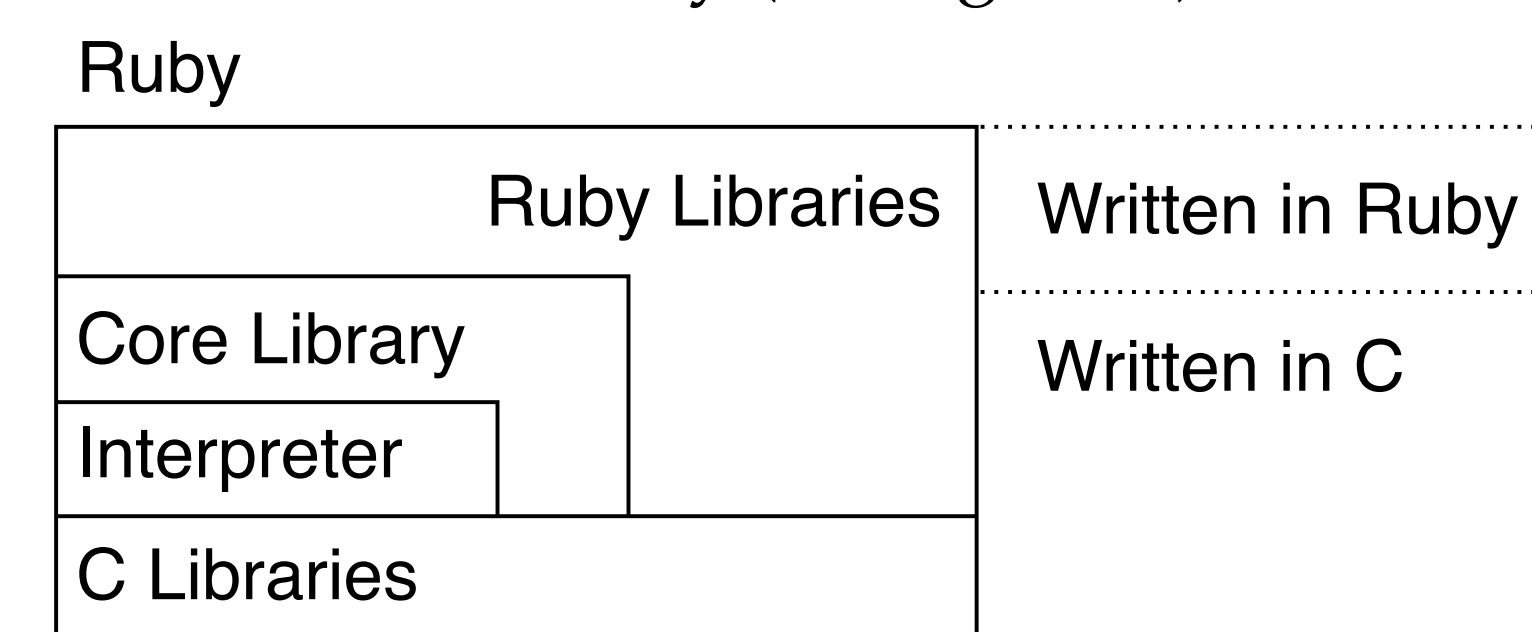 Ruby
Ruby Libraries
Written in Ruby
Core Library
Written in C
Interpreter
C Libraries